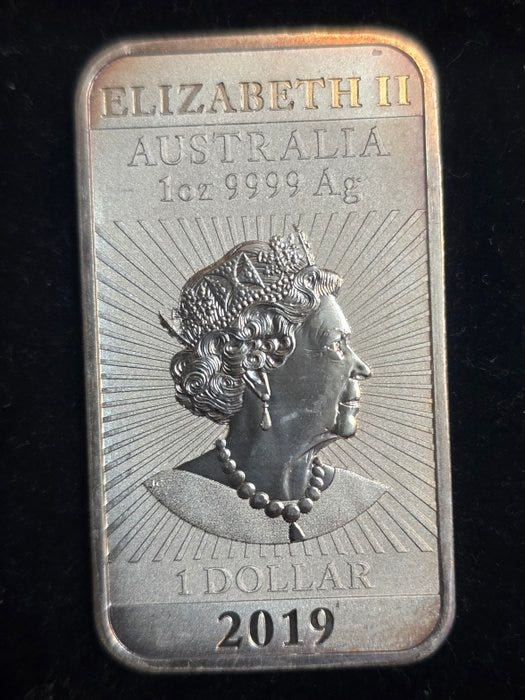 ELIZABETH II
AUSTRALIA
1oz 9999 Ag
1 DOLLAR
2019